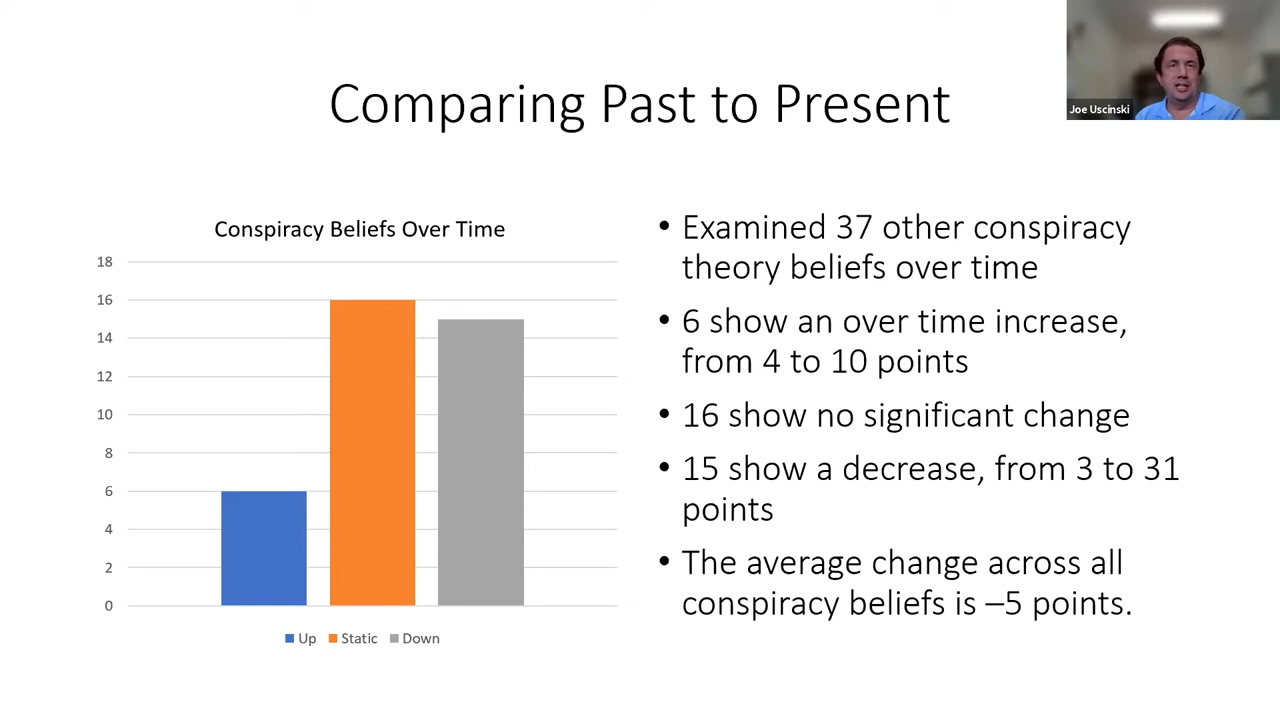 Joe Uscinski
Comparing Past to Present
Conspiracy Beliefs Over Time
18
16
14
12
10
8
6
4
2
0
Up Static Down
• Examined 37 other conspiracy
theory beliefs over time
• 6 show an over time increase,
from 4 to 10 points
• 16 show no significant change
• 15 show a decrease, from 3 to 31
points
• The average change across all
conspiracy beliefs is –5 points.